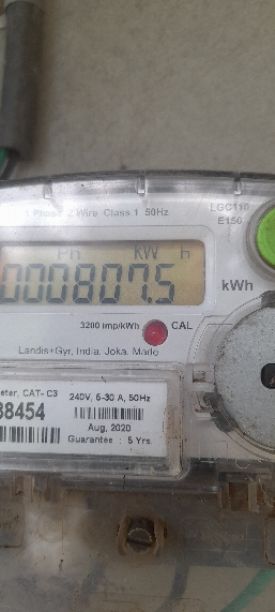 1 Phase 2 Wire Class 1 50Hz
LGC110
E150
Ph kW h
000807.5
kWh
3200 imp/kWh CAL
Landis+Gyr, India. Joka. Made
eter, CAT- C3
38454
240V, 5-30 A, 50Hz
Aug, 2020
Guarantee : 5 Yrs.